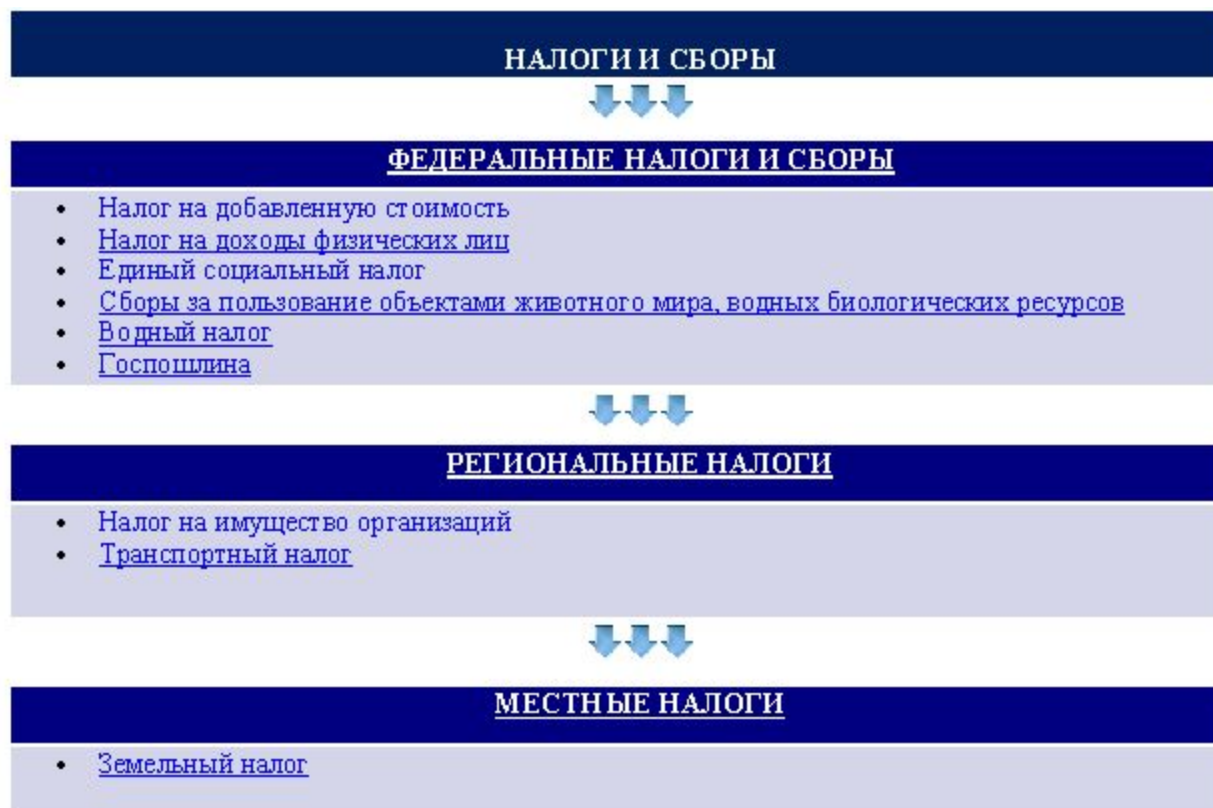 НАЛОГИ И СБОРЫ
ФЕДЕРАЛЬНЫЕ НАЛОГИ И СБОРЫ
• Налог на добавленную стоимость
• Налог на доходы физических лиц
• Единый социальный налог
• Сборы за пользование объектами животного мира, водных биологических ресурсов
• Водный налог
• Госпошлина
РЕГИОНАЛЬНЫЕ НАЛОГИ
• Налог на имущество организаций
• Транспортный налог
МЕСТНЫЕ НАЛОГИ
• Земельный налог